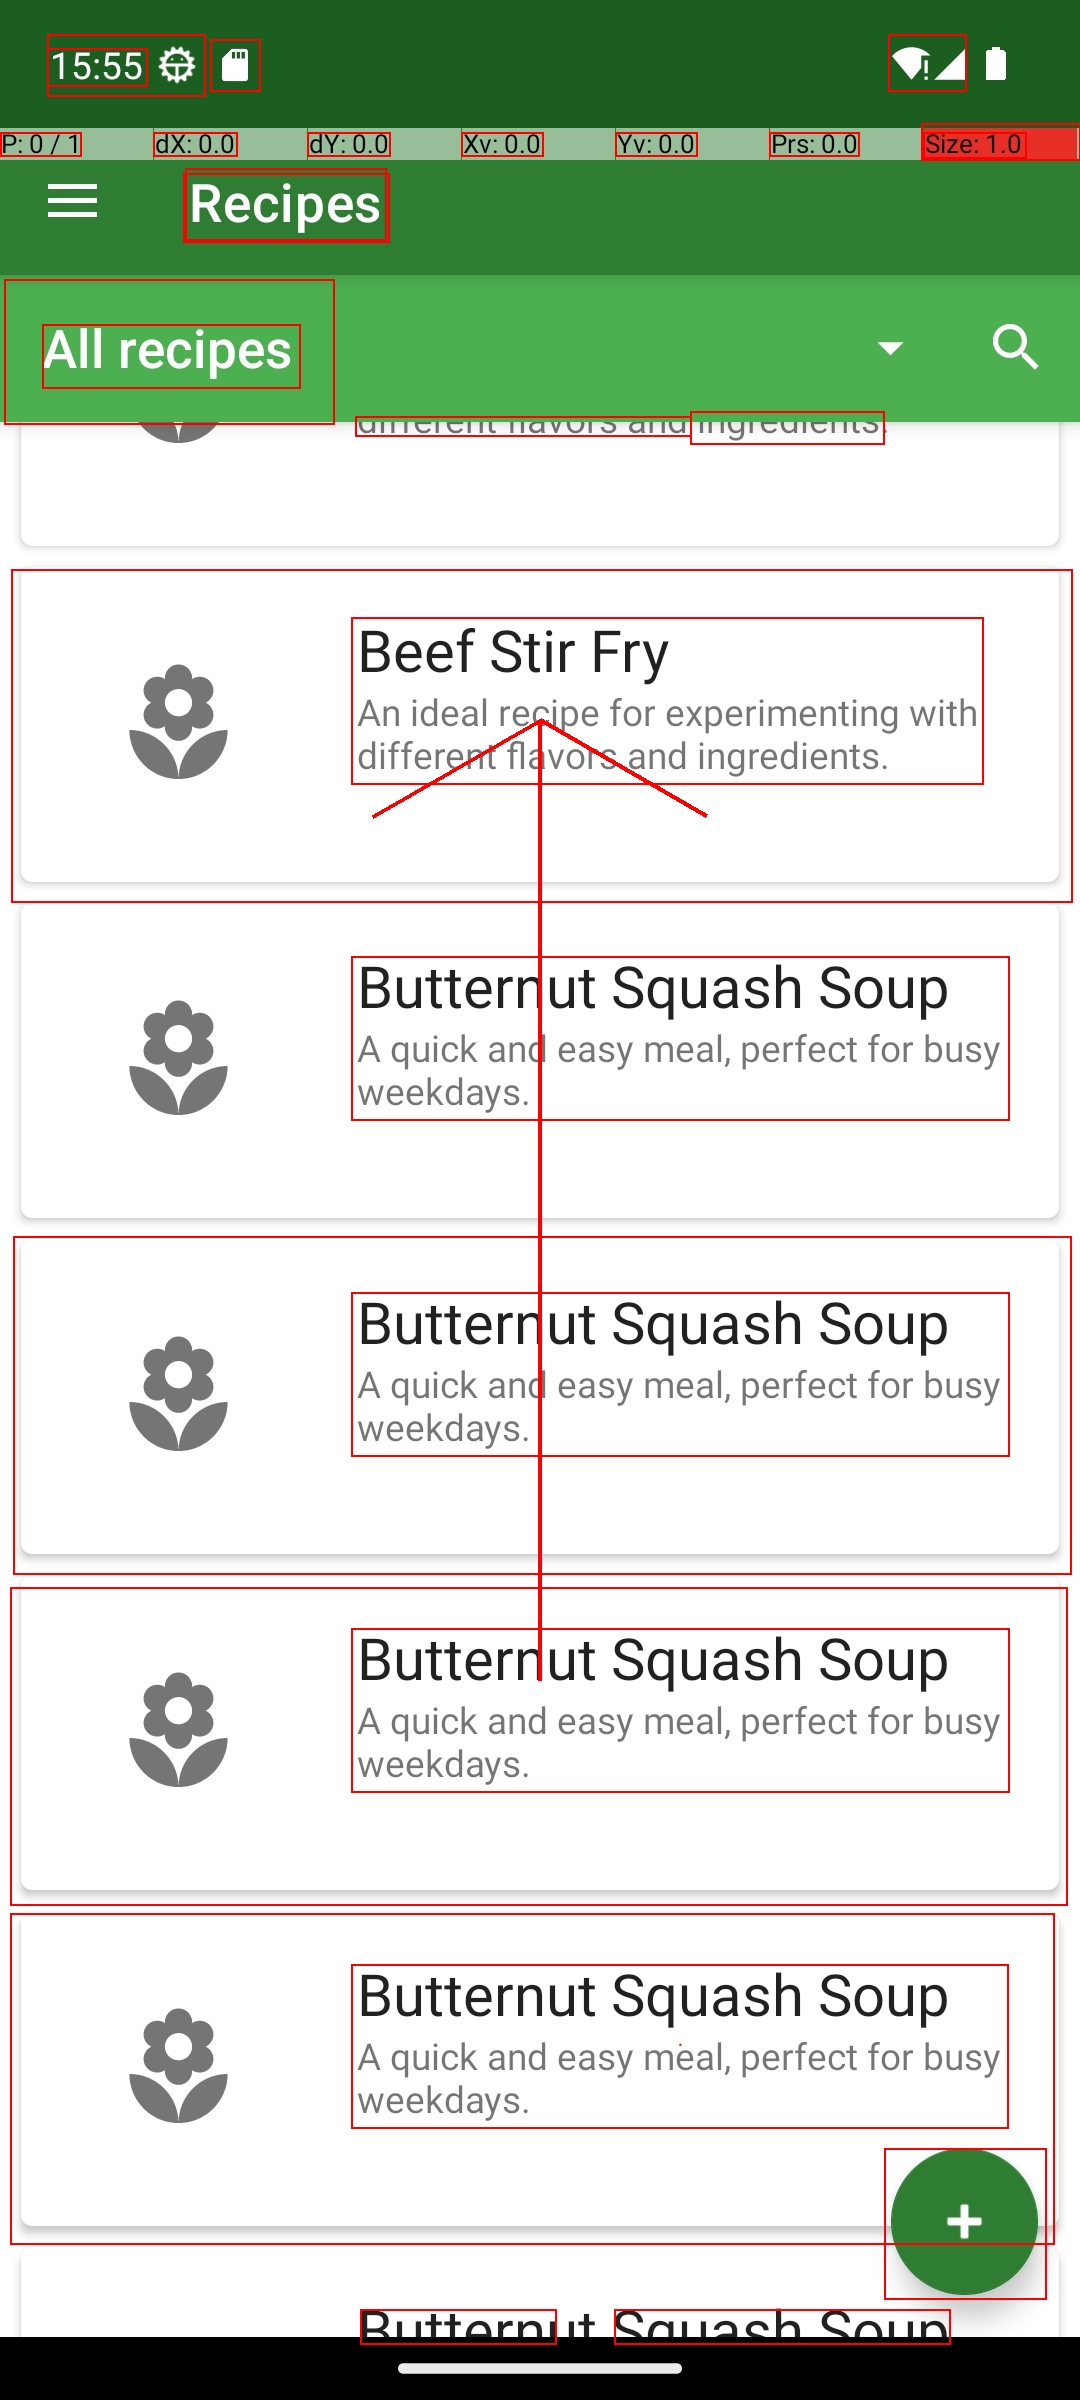 15:55
P: 0 / 1 dX: 0.0 dY: 0.0 Xv: 0.0 Yv: 0.0 Prs: 0.0 Size: 1.0
Recipes
All recipes
different flavors and ingredients.
Beef Stir Fry
An ideal recipe for experimenting with
different flavors and ingredients.
Butternut Squash Soup
A quick and easy meal, perfect for busy
weekdays.
Butternut Squash Soup
A quick and easy meal, perfect for busy
weekdays.
Butternut Squash Soup
A quick and easy meal, perfect for busy
weekdays.
Butternut Squash Soup
A quick and easy meal, perfect for busy
weekdays.
Butternut Squash Soup